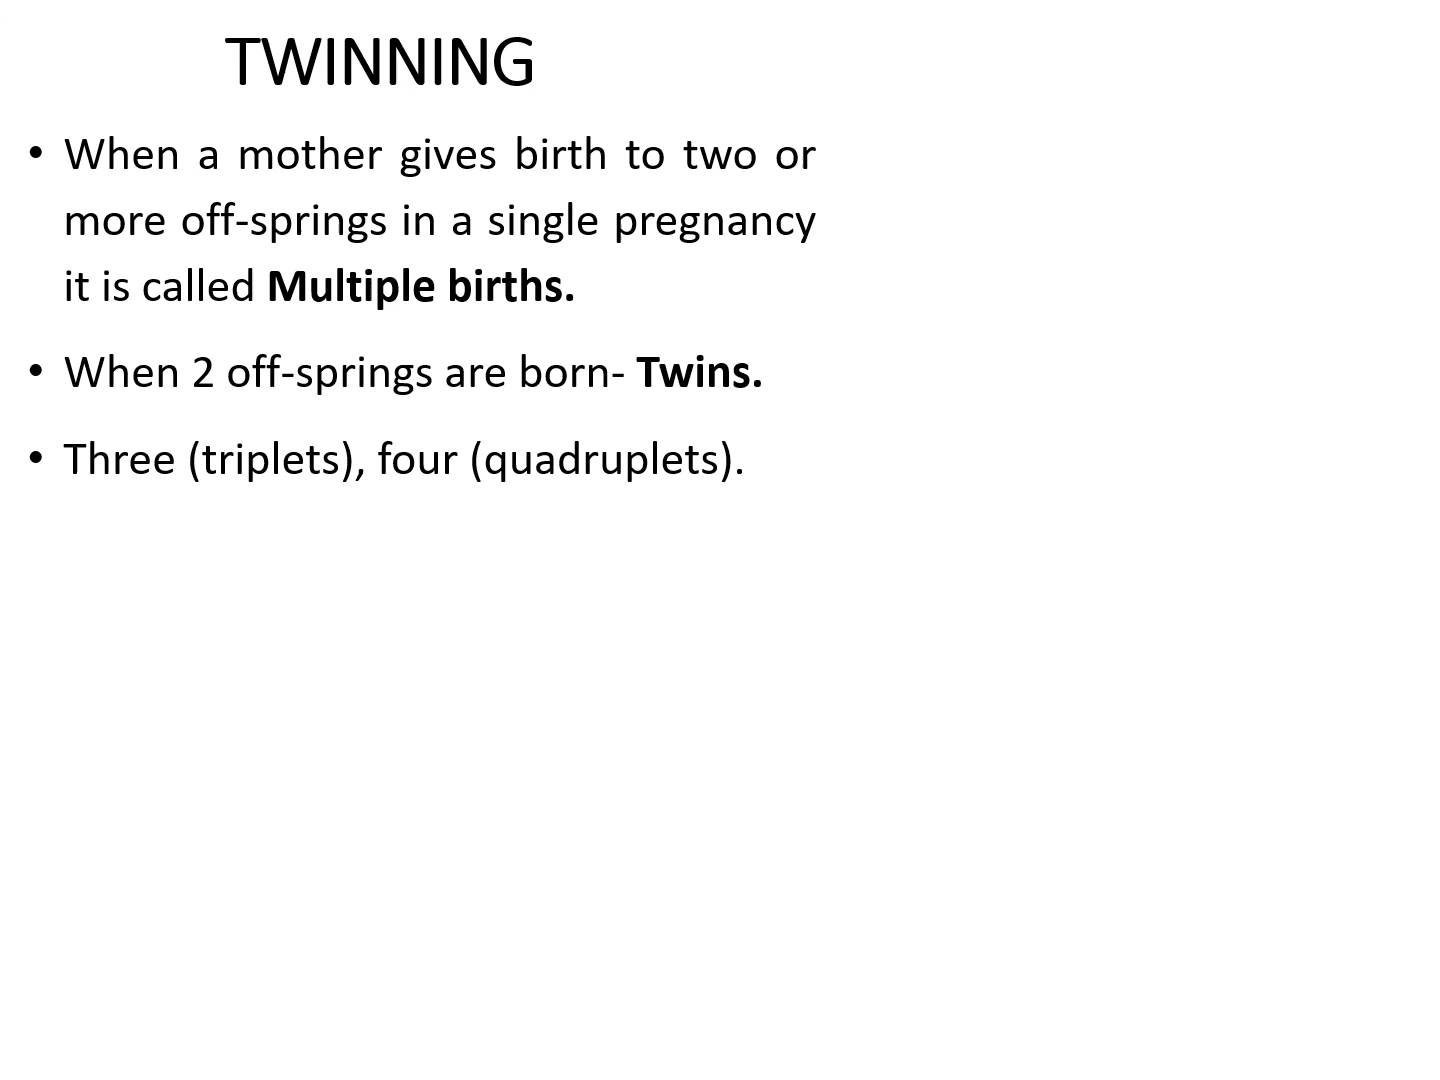 TWINNING
• When a mother gives birth to two or
more off-springs in a single pregnancy
it is called Multiple births.
• When 2 off-springs are born- Twins.
• Three (triplets), four (quadruplets).